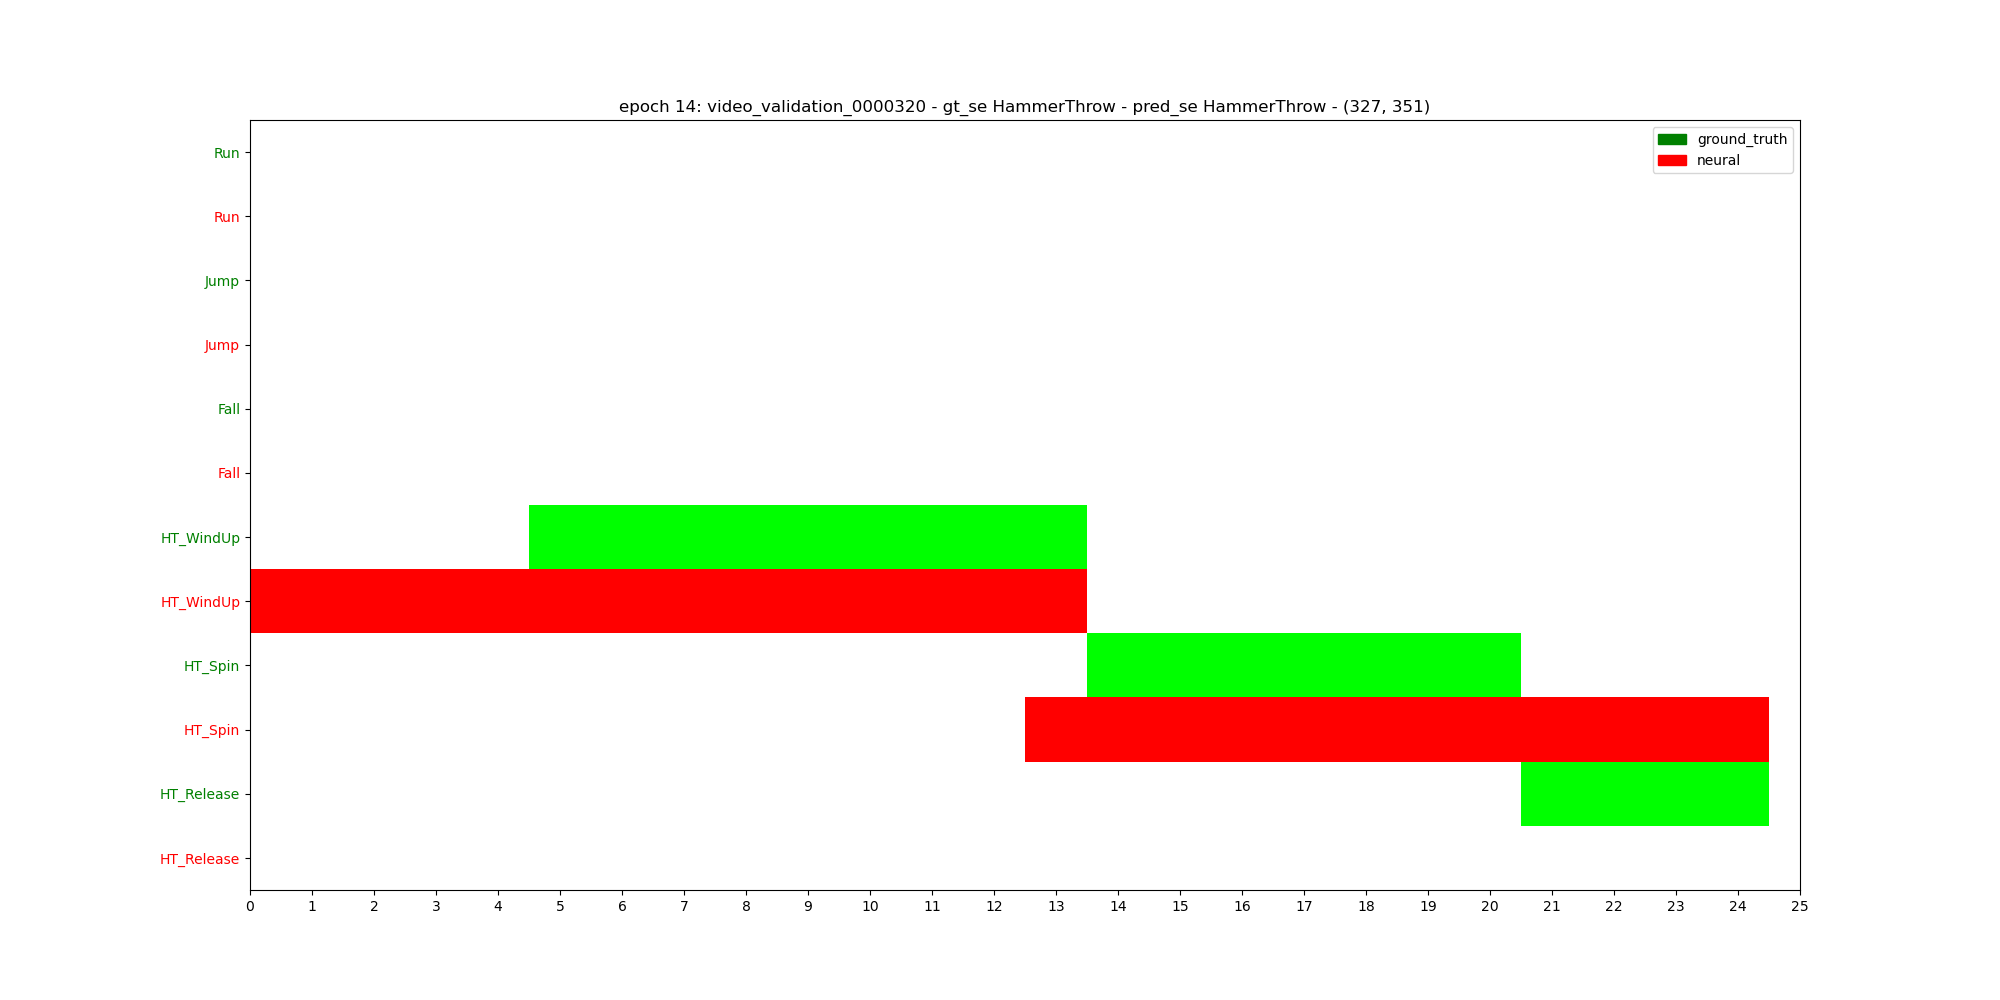 epoch 14: video_validation_0000320 - gt_se HammerThrow - pred_se HammerThrow - (327, 351)
ground_truth
neural
Run
Run
Jump
Jump
Fall
Fall
HT_WindUp
HT_WindUp
HT_Spin
HT_Spin
HT_Release
HT_Release
0 1 2 3 4 5 6 7 8 9 10 11 12 13 14 15 16 17 18 19 20 21 22 23 24 25